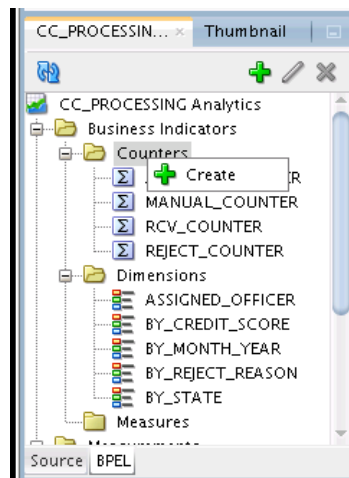 CC_PROCESSIN... × Thumbnail
CC_PROCESSING Analytics
Business Indicators
Counters
Create
MANUAL_COUNTER
RCV_COUNTER
REJECT_COUNTER
Dimensions
ASSIGNED_OFFICER
BY_CREDIT_SCORE
BY_MONTH_YEAR
BY_REJECT_REASON
BY_STATE
Measures
Source BPEL